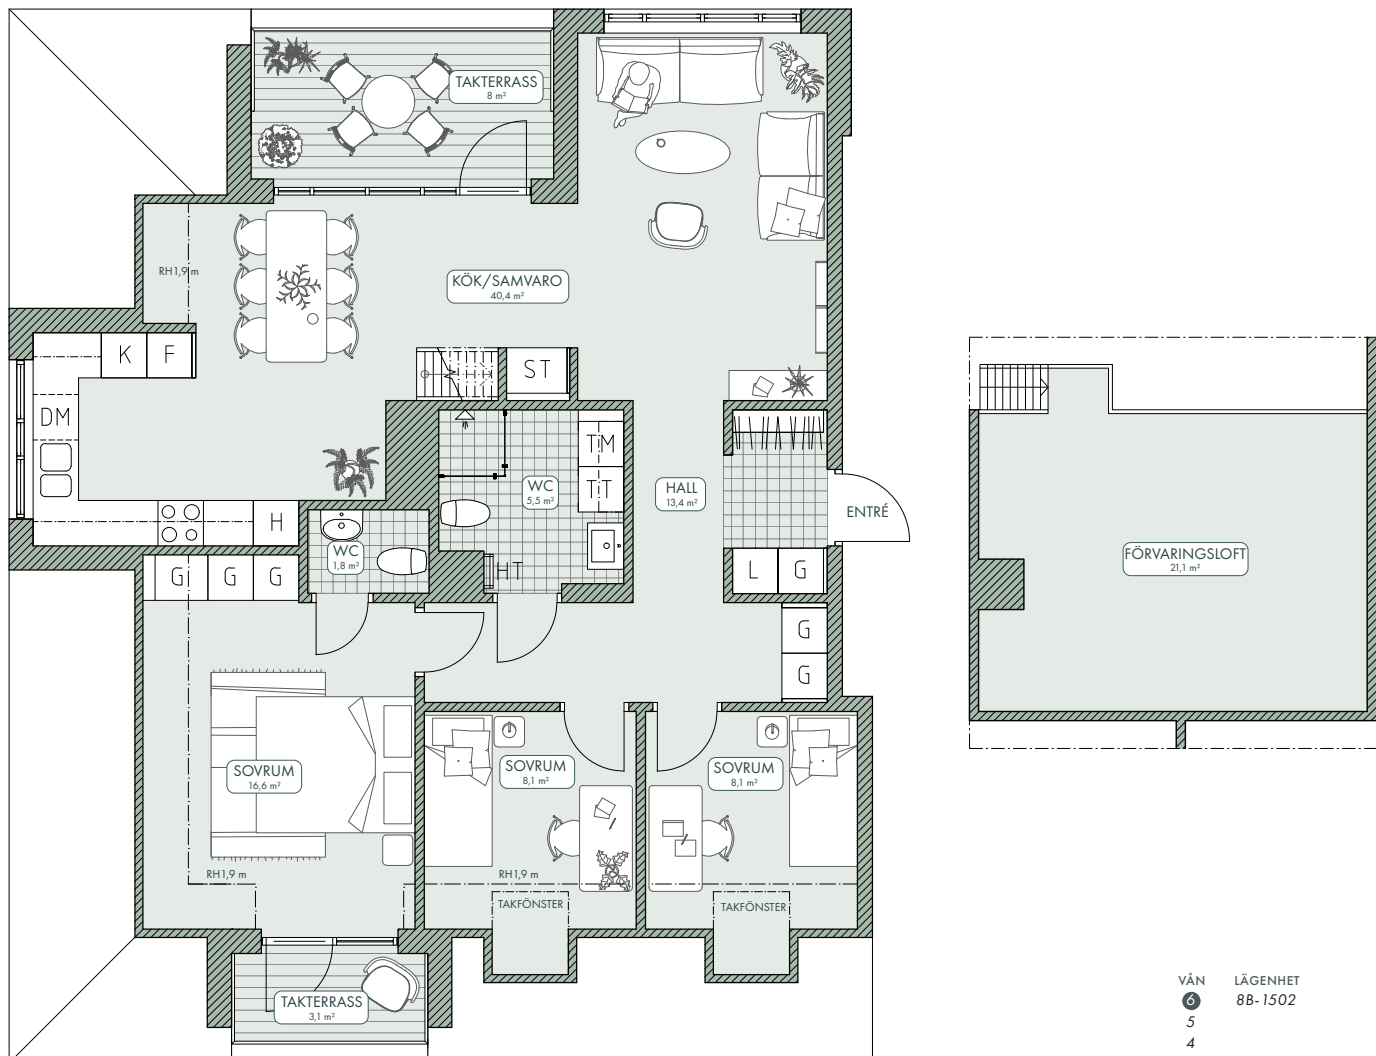 TAKTERRASS
8 m²
RH1,9 m
KÖK/SAMVARO
40,4 m²
K F
ST
DM
TM
WC
5,5 m²
TT
HALL
13,4 m²
ENTRÉ
H
WC
1,8 m²
HT
G G G
L G
G
G
FÖRVARINGSLOFT
21,1 m²
SOVRUM
16,6 m²
SOVRUM
8,1 m²
SOVRUM
8,1 m²
RH1,9 m
RH1,9 m
TAKFÖNSTER
TAKFÖNSTER
TAKTERRASS
3,1 m²
VÅN LÄGENHET
6 8B-1502
5
4